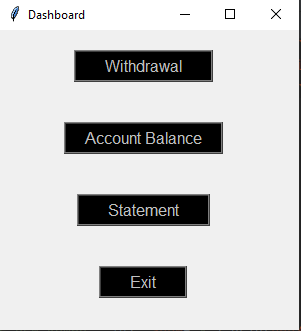 Dashboard
Withdrawal
Account Balance
Statement
Exit